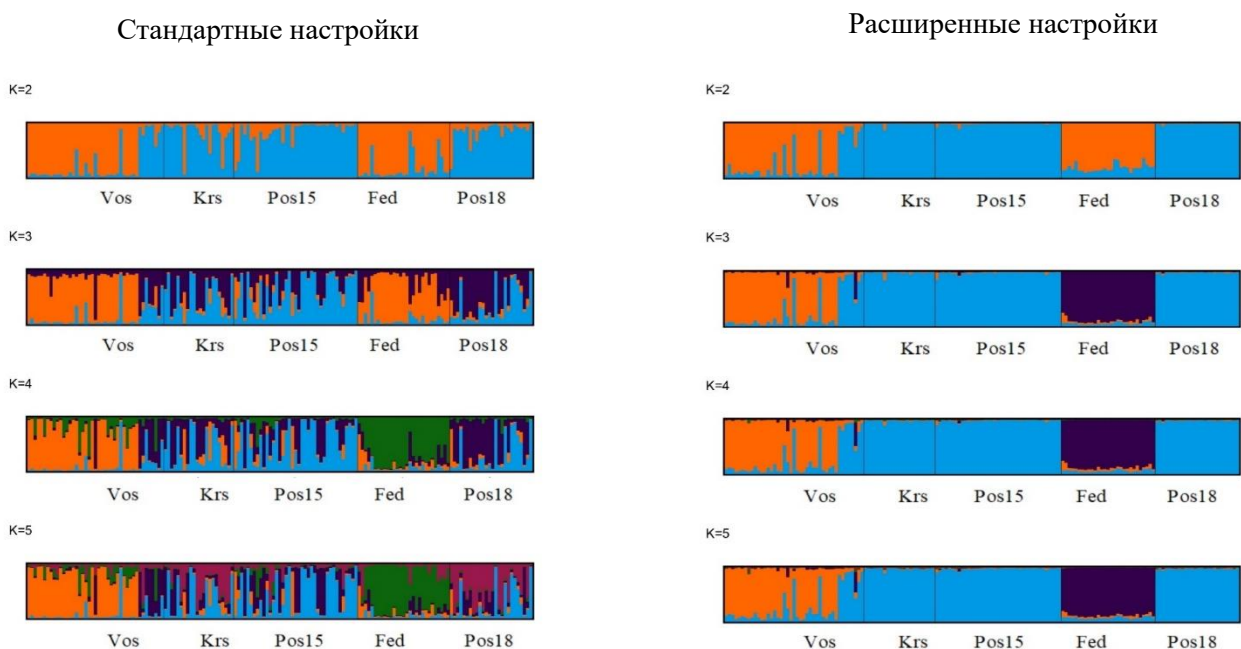 Стандартные настройки
K=2
Vos Krs Pos15 Fed Pos18
K=3
Vos Krs Pos15 Fed Pos18
K=4
Vos Krs Pos15 Fed Pos18
K=5
Vos Krs Pos15 Fed Pos18
Расширенные настройки
K=2
Vos Krs Pos15 Fed Pos18
K=3
Vos Krs Pos15 Fed Pos18
K=4
Vos Krs Pos15 Fed Pos18
K=5
Vos Krs Pos15 Fed Pos18